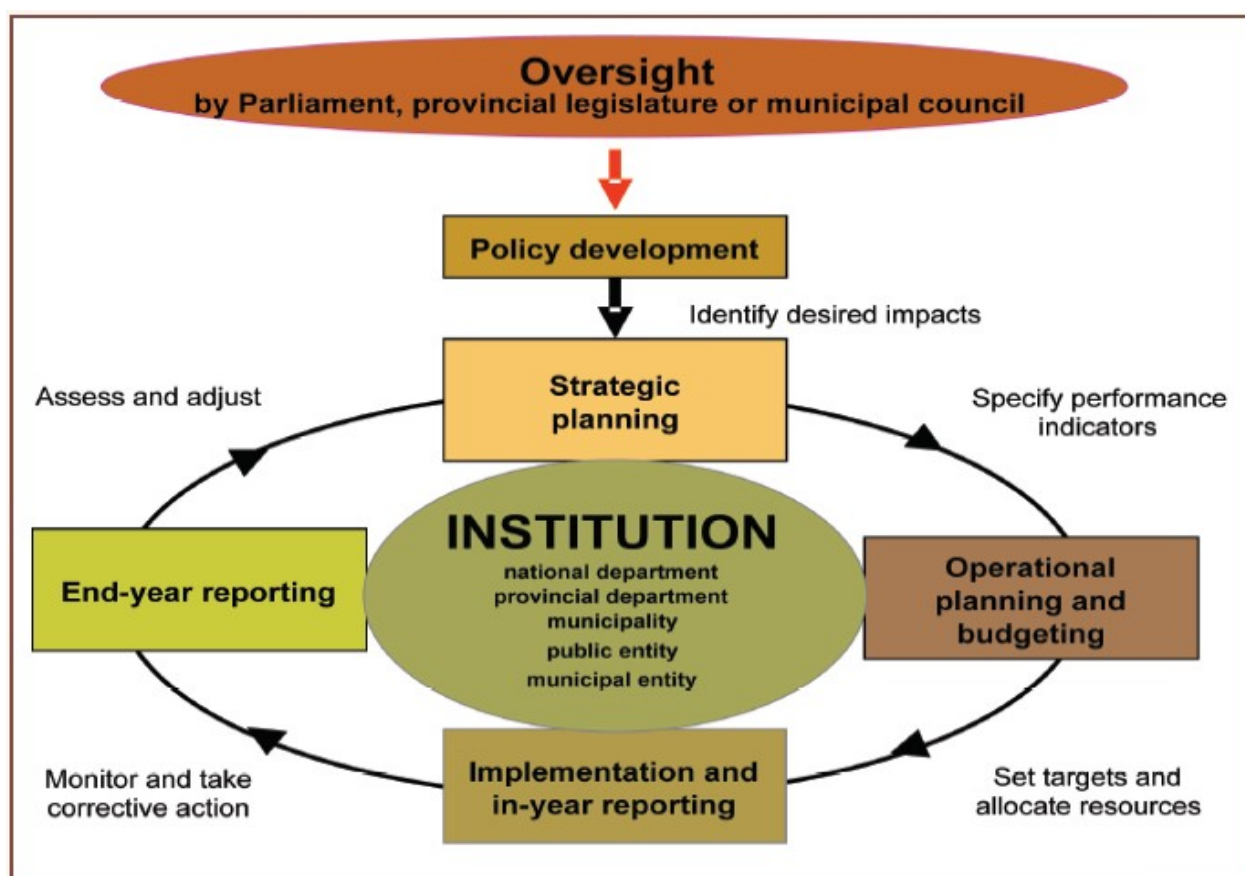 Oversight
by Parliament, provincial legislature or municipal council
Policy development
Identify desired impacts
Strategic
planning
Assess and adjust
Specify performance
indicators
INSTITUTION
national department
provincial department
municipality
public entity
municipal entity
End-year reporting
Operational
planning and
budgeting
Implementation and
in-year reporting
Monitor and take
corrective action
Set targets and
allocate resources